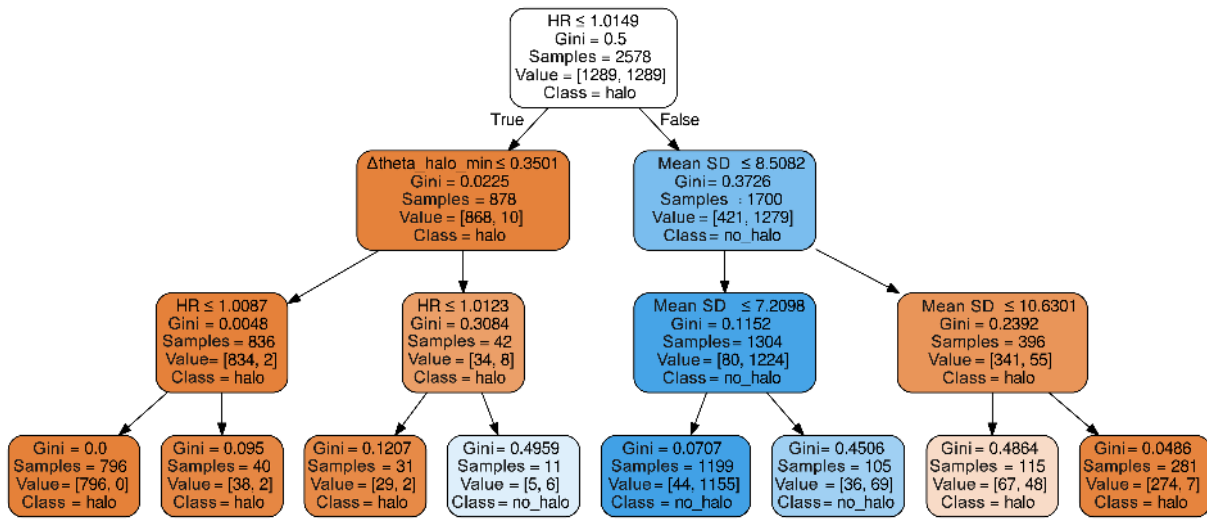 HR ≤ 1.0149
Gini = 0.5
Samples = 2578
Value = [1289, 1289]
Class = halo
True
False
Δtheta_halo_min ≤ 0.3501
Gini = 0.0225
Samples = 878
Value = [868, 10]
Class = halo
Mean SD ≤ 8.5082
Gini = 0.3726
Samples : 1700
Value = [421, 1279]
Class = no_halo
HR ≤ 1.0087
Gini = 0.0048
Samples = 836
Value= [834, 2]
Class = halo
HR ≤ 1.0123
Gini = 0.3084
Samples = 42
Value = [34, 8]
Class = halo
Mean SD ≤ 7.2098
Gini = 0.1152
Samples = 1304
Value = [80, 1224]
Class = no_halo
Mean SD ≤ 10.6301
Gini = 0.2392
Samples = 396
Value = [341, 55]
Class = halo
Gini = 0.0
Samples = 796
Value = [796, 0]
Class = halo
Gini = 0.095
Samples = 40
Value = [38, 2]
Class = halo
Gini = 0.1207
Samples = 31
Value = [29, 2]
Class = halo
Gini = 0.4959
Samples = 11
Value = [5, 6]
Class = no_halo
Gini = 0.0707
Samples = 1199
Value = [44, 1155]
Class = no_halo
Gini = 0.4506
Samples = 105
Value = [36, 69]
Class = no_halo
Gini = 0.4864
Samples = 115
Value = [67, 48]
Class = halo
Gini = 0.0486
Samples = 281
Value = [274, 7]
Class = halo